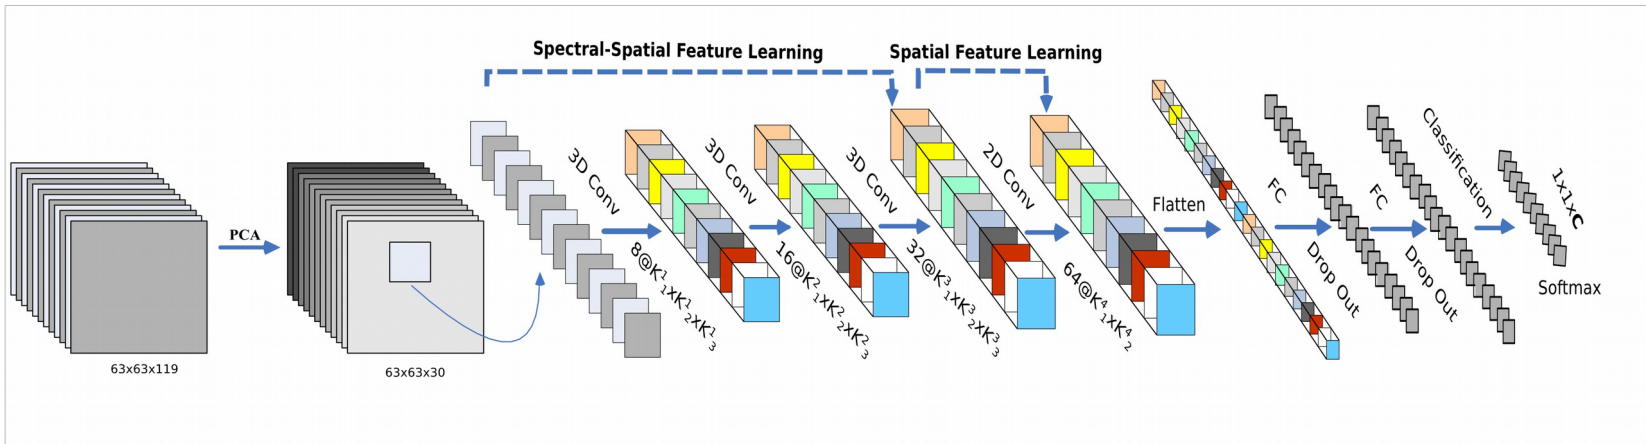 Spectral-Spatial Feature Learning
Spatial Feature Learning
63x63x119
PCA
63x63x30
3D Conv
8@K¹₁xK¹₂xK¹₃
3D Conv
16@K²₁xK²₂xK²₃
3D Conv
32@K³₁xK³₂xK³₃
2D Conv
64@K⁴₁xK⁴₂
Flatten
FC
Drop Out
FC
Drop Out
Classification
1x1xC
Softmax